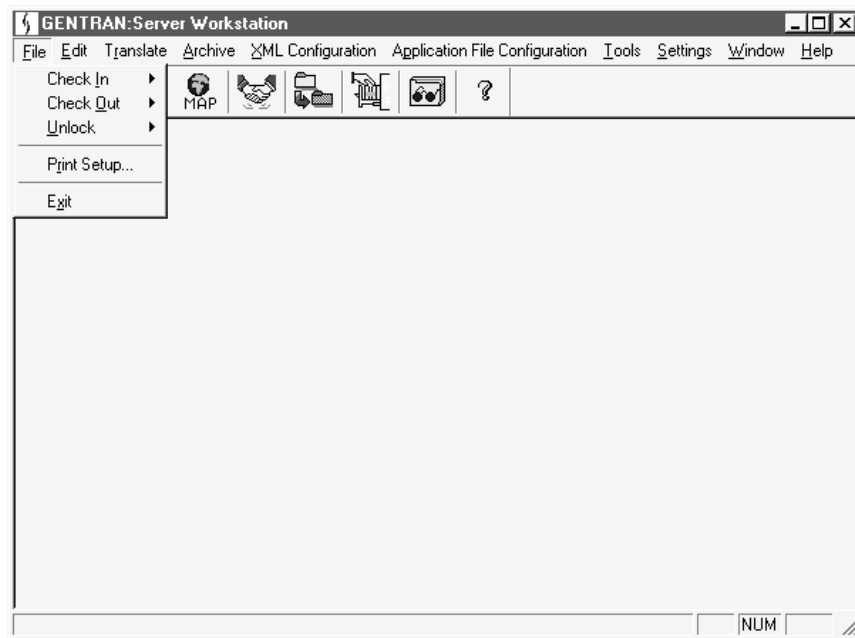 GENTRAN:Server Workstation
File Edit Translate Archive XML Configuration Application File Configuration Tools Settings Window Help
Check In
Check Out
Unlock
Print Setup...
Exit
MAP
?
NUM